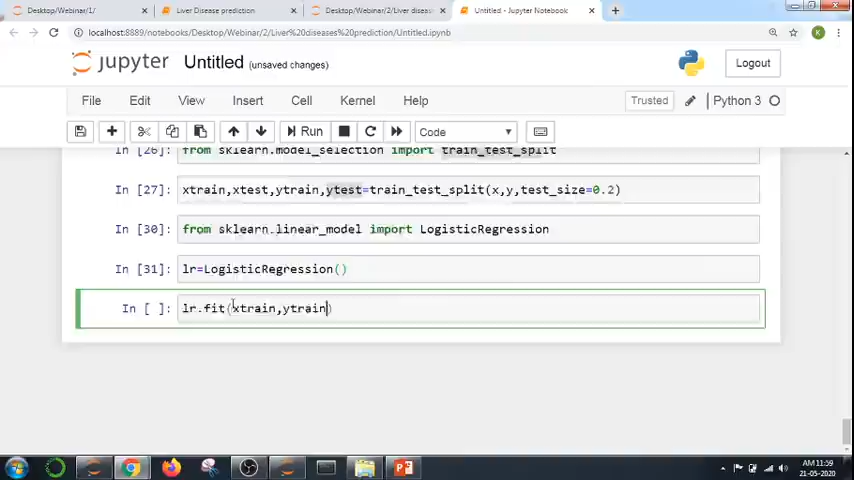 Desktop/Webinar/1/
Liver Disease prediction
Desktop/Webinar/2/Liver diseas
Untitled - Jupyter Notebook
localhost:8889/notebooks/Desktop/Webinar/2/Liver%20diseases%20prediction/Untitled.ipynb
K
jupyter Untitled (unsaved changes)
Logout
File Edit View Insert Cell Kernel Help
Trusted
Python 3
Run
Code
In [26]: from sklearn.model_selection import train_test_split
In [27]: xtrain,xtest,ytrain,ytest=train_test_split(x,y,test_size=0.2)
In [30]: from sklearn.linear_model import LogisticRegression
In [31]: lr=LogisticRegression()
In [ ]: lr.fit(xtrain,ytrain)
AM 11:59
21-05-2020